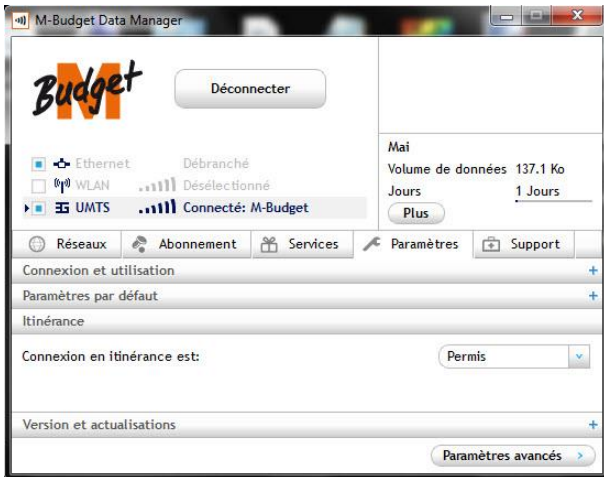 M-Budget Data Manager
M
Budget
Déconnecter
Ethernet Débranché
WLAN Désélectionné
3G UMTS Connecté: M-Budget
Mai
Volume de données 137.1 Ko
Jours 1 Jours
Plus
Réseaux Abonnement Services Paramètres Support
Connexion et utilisation +
Paramètres par défaut +
Itinérance
Connexion en itinérance est: Permis
Version et actualisations +
Paramètres avancés >